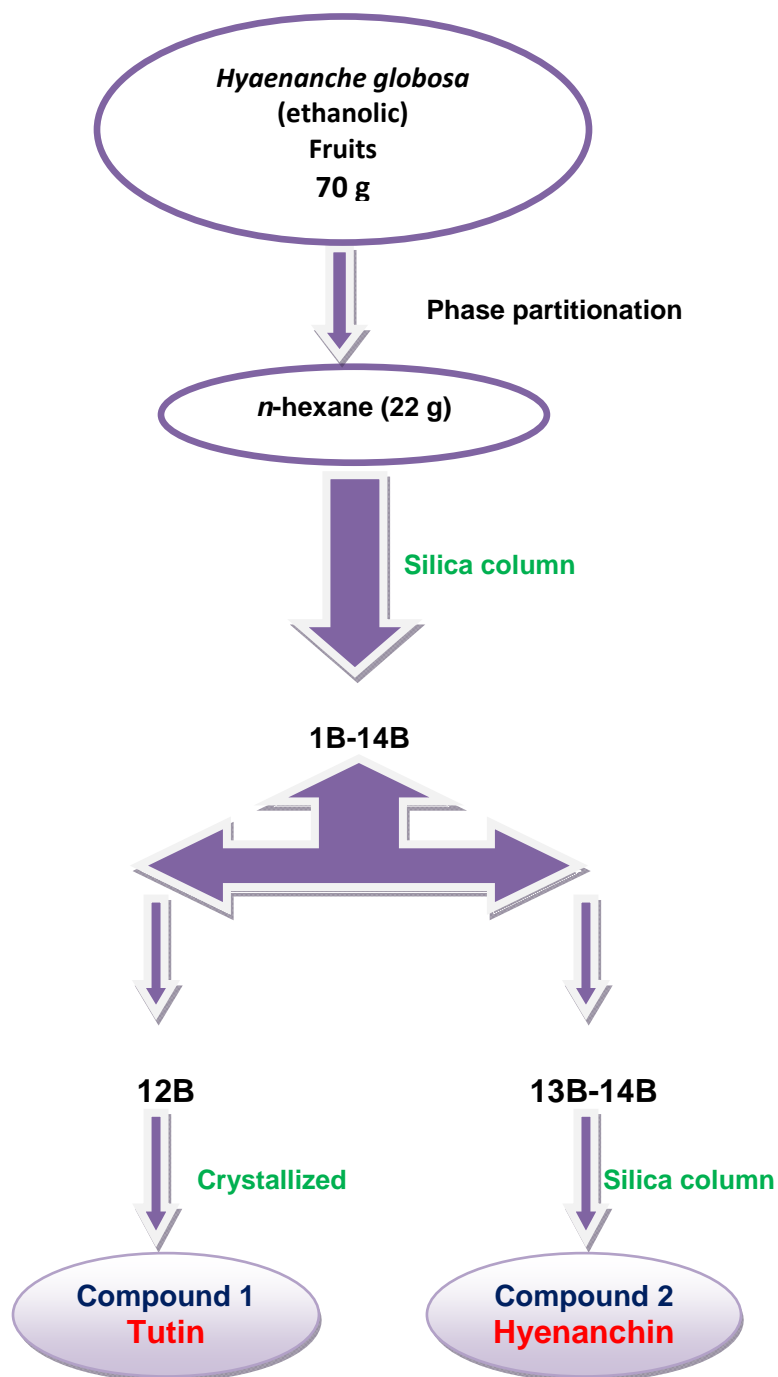 Hyaenanche globosa
(ethanolic)
Fruits
70 g
Phase partitionation
n-hexane (22 g)
Silica column
1B-14B
12B
13B-14B
Crystallized
Silica column
Compound 1
Tutin
Compound 2
Hyenanchin